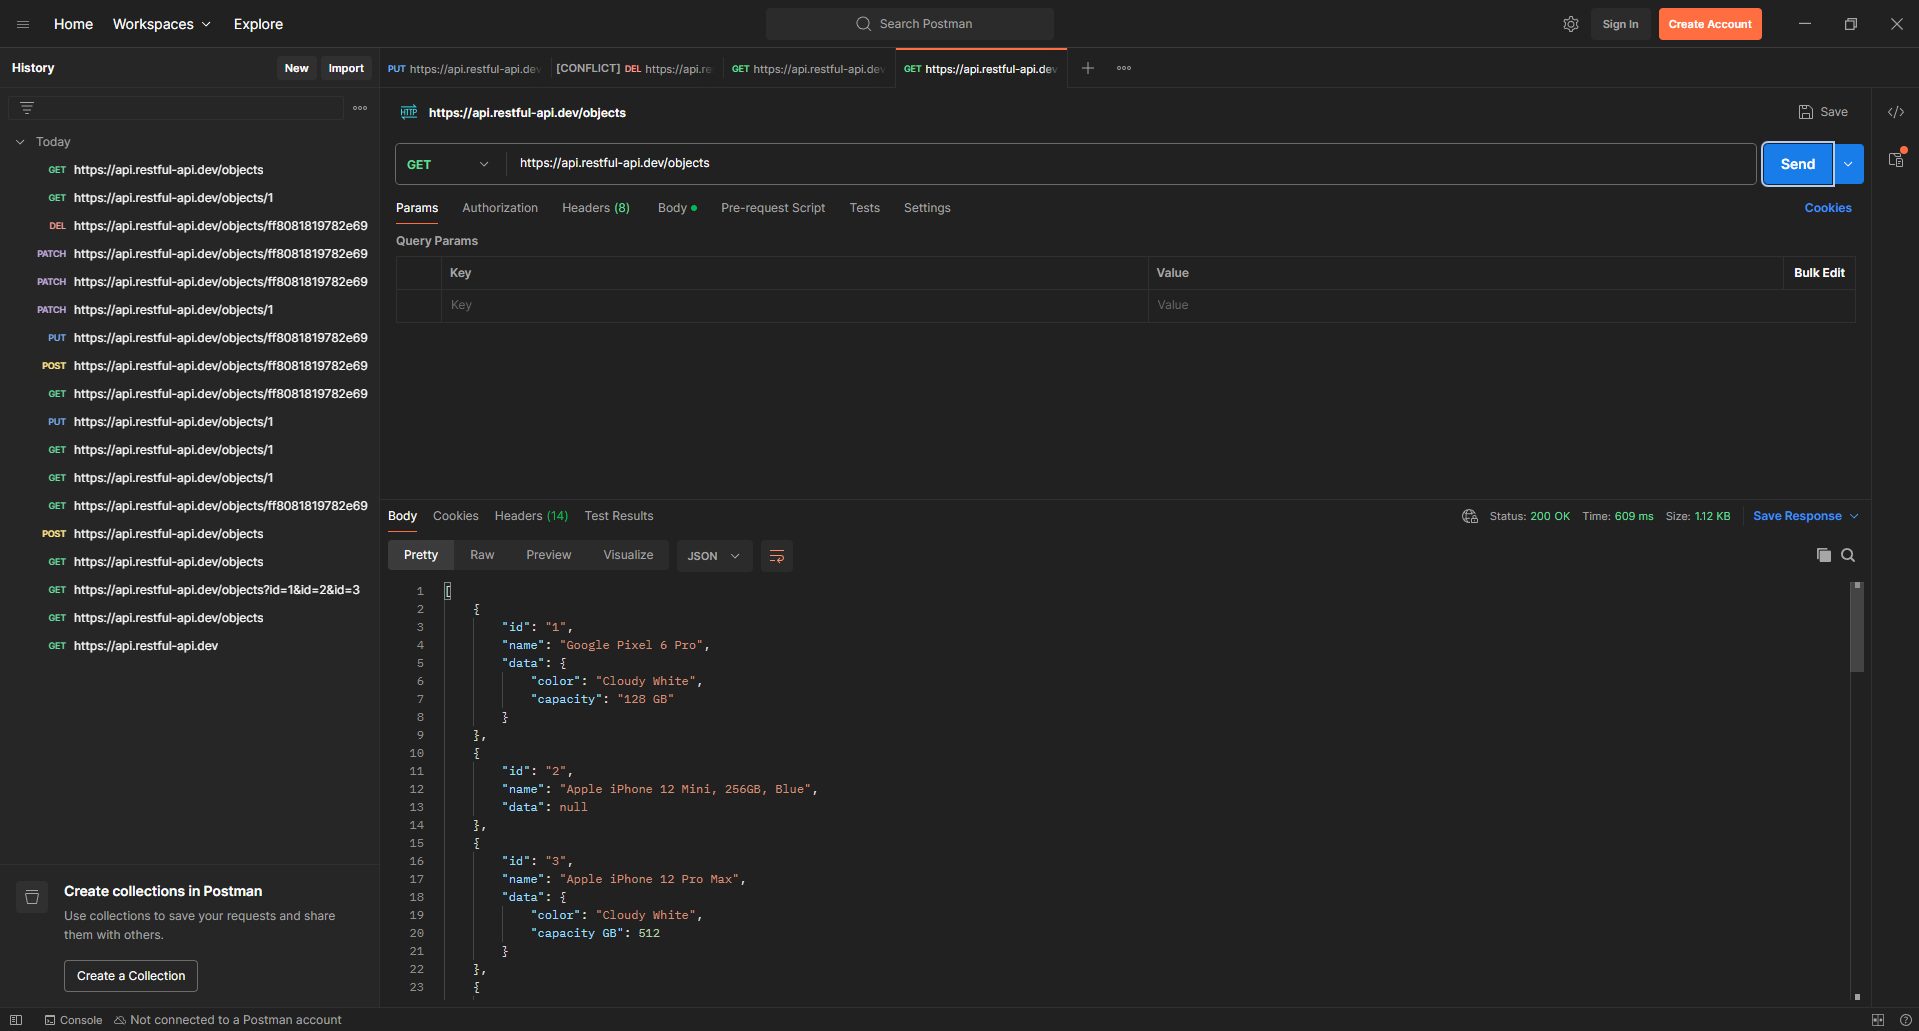 Home Workspaces Explore Search Postman Sign In Create Account
History New Import
PUT https://api.restful-api.dev [CONFLICT] DEL https://api.re GET https://api.restful-api.dev GET https://api.restful-api.dev
HTTP https://api.restful-api.dev/objects Save
GET https://api.restful-api.dev/objects Send
Params Authorization Headers (8) Body Pre-request Script Tests Settings Cookies
Query Params
Key Value Bulk Edit
Key Value
Today
GET https://api.restful-api.dev/objects
GET https://api.restful-api.dev/objects/1
DEL https://api.restful-api.dev/objects/ff8081819782e69
PATCH https://api.restful-api.dev/objects/ff8081819782e69
PATCH https://api.restful-api.dev/objects/ff8081819782e69
PATCH https://api.restful-api.dev/objects/1
PUT https://api.restful-api.dev/objects/ff8081819782e69
POST https://api.restful-api.dev/objects/ff8081819782e69
GET https://api.restful-api.dev/objects/ff8081819782e69
PUT https://api.restful-api.dev/objects/1
GET https://api.restful-api.dev/objects/1
GET https://api.restful-api.dev/objects/1
GET https://api.restful-api.dev/objects/ff8081819782e69
POST https://api.restful-api.dev/objects
GET https://api.restful-api.dev/objects
GET https://api.restful-api.dev/objects?id=1&id=2&id=3
GET https://api.restful-api.dev/objects
GET https://api.restful-api.dev
Create collections in Postman
Use collections to save your requests and share
them with others.
Create a Collection
Body Cookies Headers (14) Test Results Status: 200 OK Time: 609 ms Size: 1.12 KB Save Response
Pretty Raw Preview Visualize JSON
1 [
2 {
3 "id": "1",
4 "name": "Google Pixel 6 Pro",
5 "data": {
6 "color": "Cloudy White",
7 "capacity": "128 GB"
8 }
9 },
10 {
11 "id": "2",
12 "name": "Apple iPhone 12 Mini, 256GB, Blue",
13 "data": null
14 },
15 {
16 "id": "3",
17 "name": "Apple iPhone 12 Pro Max",
18 "data": {
19 "color": "Cloudy White",
20 "capacity GB": 512
21 }
22 },
23 {
Console Not connected to a Postman account